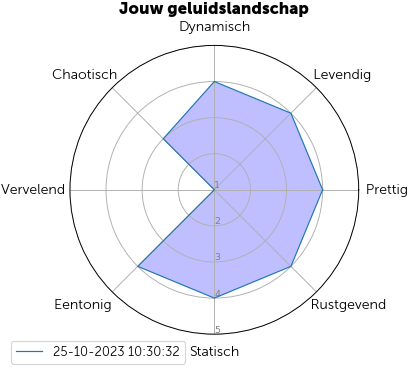 Jouw geluidslandschap
Dynamisch
Chaotisch
Levendig
Vervelend
1
Prettig
2
3
Eentonig
4
Rustgevend
5
25-10-2023 10:30:32
Statisch